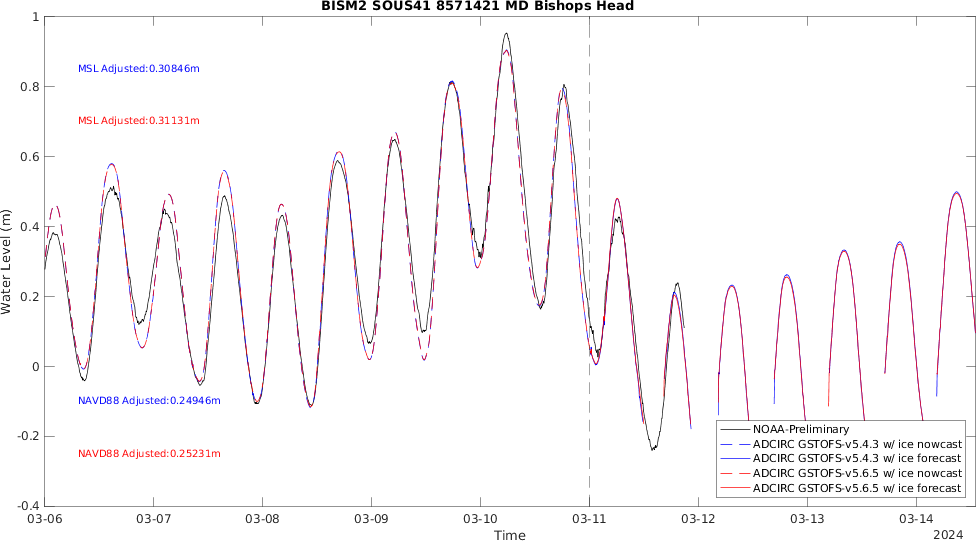 BISM2 SOUS41 8571421 MD Bishops Head
1
0.8
0.6
0.4
0.2
0
-0.2
-0.4
Water Level (m)
MSL Adjusted:0.30846m
MSL Adjusted:0.31131m
NAVD88 Adjusted:0.24946m
NAVD88 Adjusted:0.25231m
NOAA-Preliminary
ADCIRC GSTOFS-v5.4.3 w/ ice nowcast
ADCIRC GSTOFS-v5.4.3 w/ ice forecast
ADCIRC GSTOFS-v5.6.5 w/ ice nowcast
ADCIRC GSTOFS-v5.6.5 w/ ice forecast
03-06 03-07 03-08 03-09 03-10 03-11 03-12 03-13 03-14
Time
2024